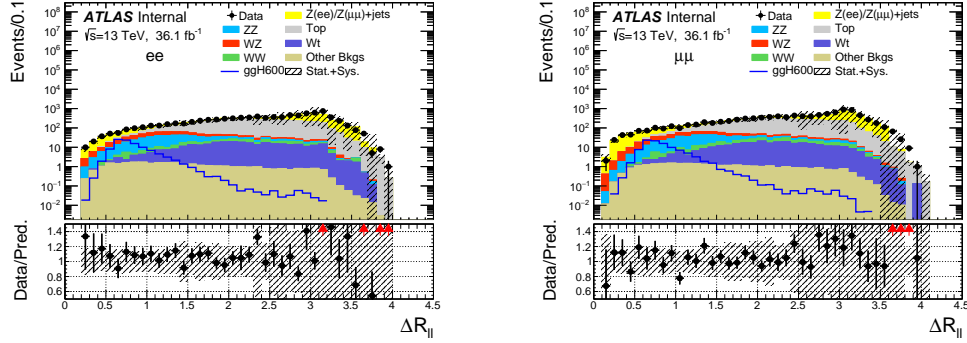 ATLAS Internal
√s=13 TeV, 36.1 fb⁻¹
ee
Data
ZZ
WZ
WW
ggH600
Z(ee)/Z(μμ)+jets
Top
Wt
Other Bkgs
Stat.+Sys.
Events/0.1
10⁸
10⁷
10⁶
10⁵
10⁴
10³
10²
10
1
10⁻¹
10⁻²
Data/Pred.
1.4
1.2
1
0.8
0.6
0 0.5 1 1.5 2 2.5 3 3.5 4 4.5
ΔR_ll
ATLAS Internal
√s=13 TeV, 36.1 fb⁻¹
μμ
Data
ZZ
WZ
WW
ggH600
Z(ee)/Z(μμ)+jets
Top
Wt
Other Bkgs
Stat.+Sys.
Events/0.1
10⁸
10⁷
10⁶
10⁵
10⁴
10³
10²
10
1
10⁻¹
10⁻²
Data/Pred.
1.4
1.2
1
0.8
0.6
0 0.5 1 1.5 2 2.5 3 3.5 4 4.5
ΔR_ll